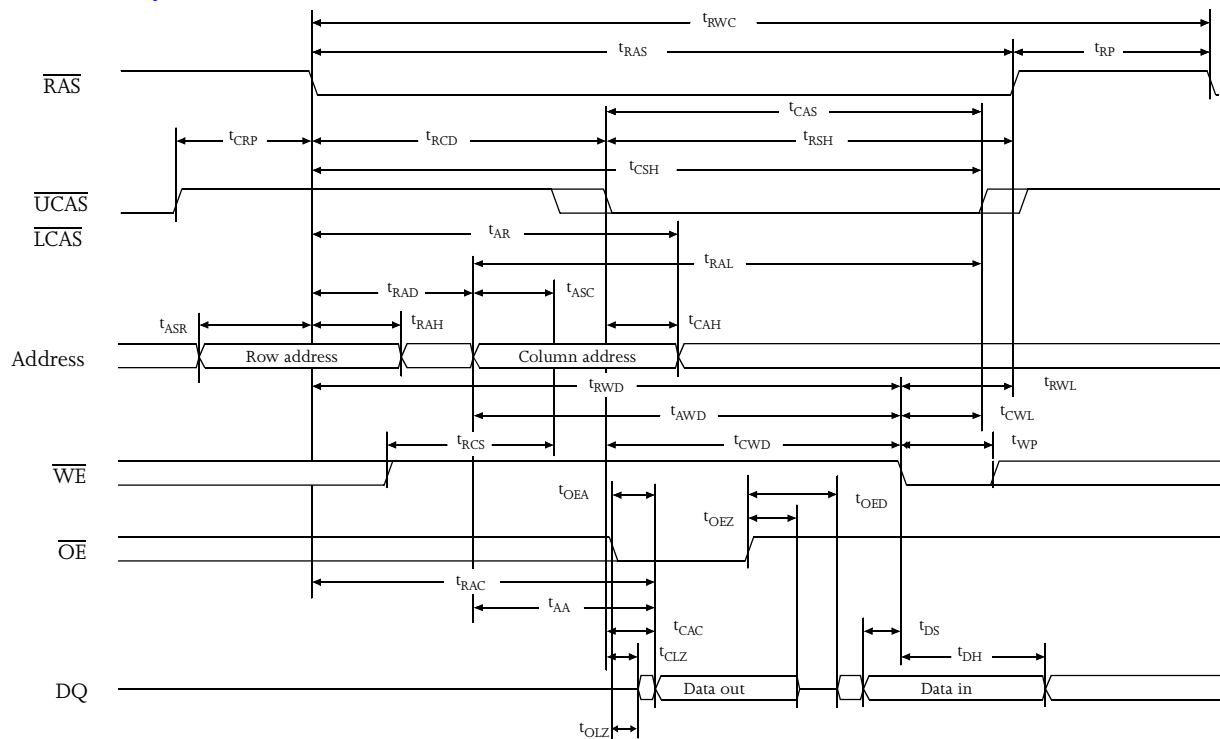 tRWC
tRAS tRP
RAS
tCAS
tCRP tRCD tRSH
tCSH
UCAS
LCAS
tAR
tRAL
tRAD tASC
tASR tRAH tCAH
Address Row address Column address
tRWD tRWL
tAWD tCWL
tRCS tCWD tWP
WE
tOEA tOED
tOEZ
OE
tRAC
tAA
tCAC tDS
tCLZ tDH
DQ Data out Data in
tOLZ